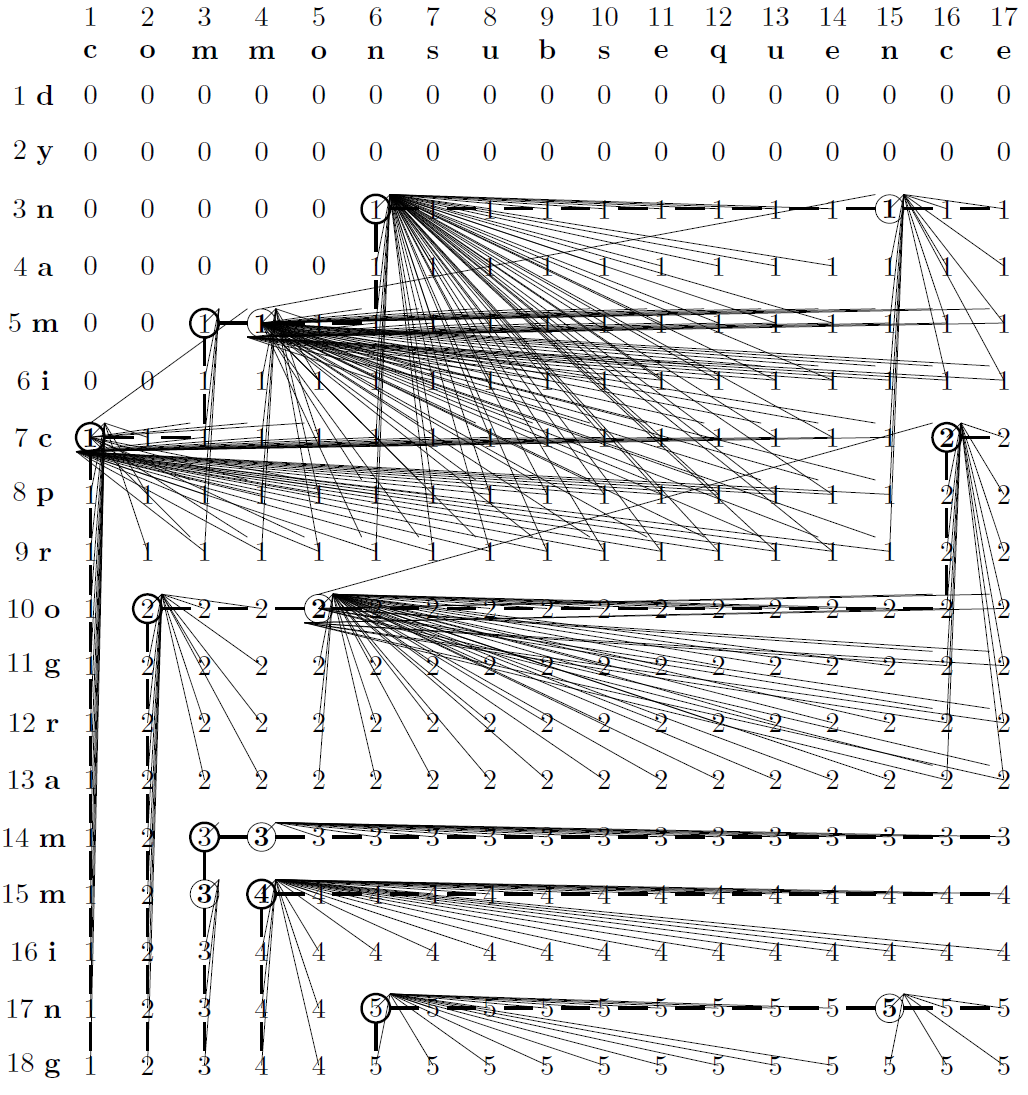 1 2 3 4 5 6 7 8 9 10 11 12 13 14 15 16 17
c o m m o n s u b s e q u e n c e
1 d 0 0 0 0 0 0 0 0 0 0 0 0 0 0 0 0 0
2 y 0 0 0 0 0 0 0 0 0 0 0 0 0 0 0 0 0
3 n 0 0 0 0 0 1 1 1 1 1 1 1 1 1 1 1 1
4 a 0 0 0 0 0 1 1 1 1 1 1 1 1 1 1 1 1
5 m 0 0 1 1 1 1 1 1 1 1 1 1 1 1 1 1 1
6 i 0 0 1 1 1 1 1 1 1 1 1 1 1 1 1 1 1
7 c 1 1 1 1 1 1 1 1 1 1 1 1 1 1 1 2 2
8 p 1 1 1 1 1 1 1 1 1 1 1 1 1 1 1 2 2
9 r 1 1 1 1 1 1 1 1 1 1 1 1 1 1 1 2 2
10 o 1 2 2 2 2 2 2 2 2 2 2 2 2 2 2 2 2
11 g 1 2 2 2 2 2 2 2 2 2 2 2 2 2 2 2 2
12 r 1 2 2 2 2 2 2 2 2 2 2 2 2 2 2 2 2
13 a 1 2 2 2 2 2 2 2 2 2 2 2 2 2 2 2 2
14 m 1 2 3 3 3 3 3 3 3 3 3 3 3 3 3 3 3
15 m 1 2 3 4 4 4 4 4 4 4 4 4 4 4 4 4 4
16 i 1 2 3 4 4 4 4 4 4 4 4 4 4 4 4 4 4
17 n 1 2 3 4 4 5 5 5 5 5 5 5 5 5 5 5 5
18 g 1 2 3 4 4 5 5 5 5 5 5 5 5 5 5 5 5